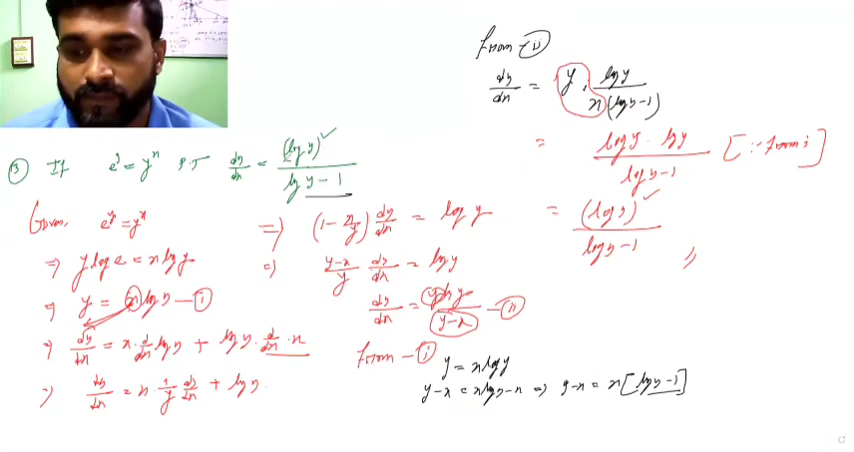 (13) If e^y = y^x P.T dy/dx = (log y)^✓ / log y - 1
Given, e^y = y^x
⇒ y log e = x log y
⇒ y = x log y — (i)
⇒ dy/dx = x · d/dx log y + log y · d/dx · x
⇒ dy/dx = x · 1/y dy/dx + log y
⇒ (1 - x/y) dy/dx = log y
⇒ y-x/y dy/dx = log y
dy/dx = y log y / y-x — (ii)
From - (i)
y = x log y
y-x = x log y - x ⇒ y-x = x [log y - 1]
From - (ii)
dy/dx = y · log y / x (log y - 1)
= log y · log y / log y - 1 [∵ From i]
= (log y)^✓ / log y - 1 //